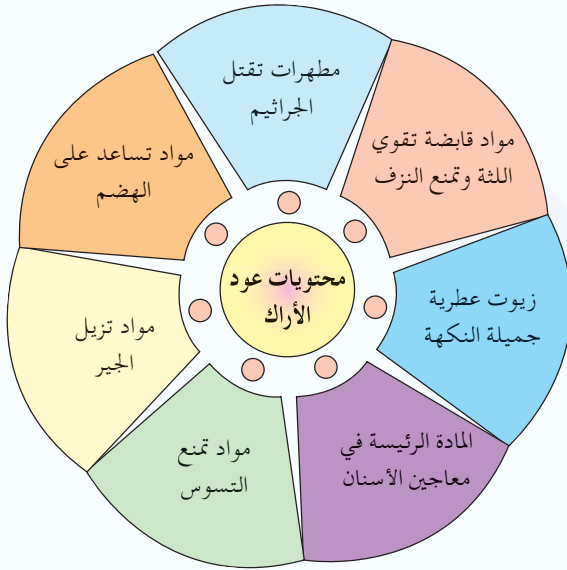 محتويات عود
الأراك
مطهرات تقتل
الجراثيم
مواد قابضة تقوي
اللثة وتمنع النزف
زيوت عطرية
جميلة النكهة
المادة الرئيسة في
معاجين الأسنان
مواد تمنع
التسوس
مواد تزيل
الجير
مواد تساعد على
الهضم